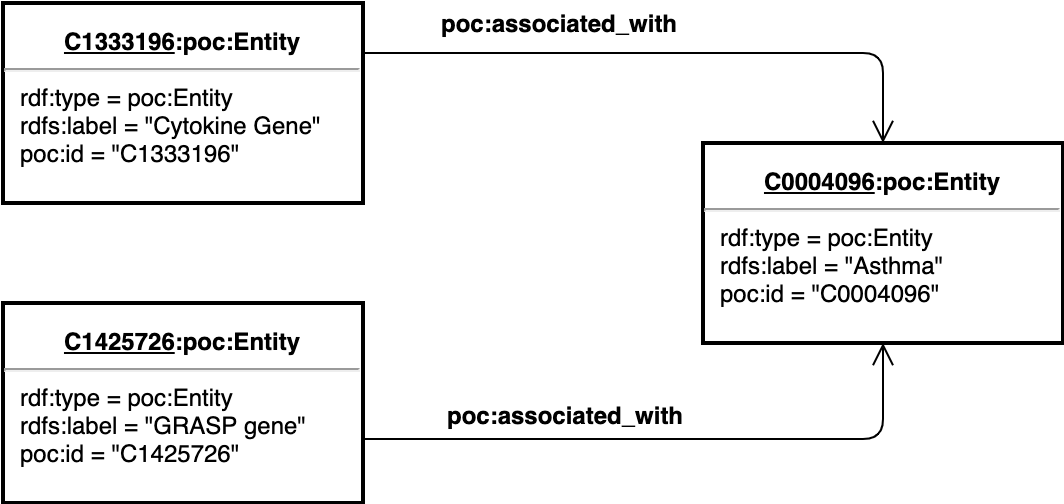 C1333196:poc:Entity
rdf:type = poc:Entity
rdfs:label = "Cytokine Gene"
poc:id = "C1333196"
poc:associated_with
C0004096:poc:Entity
rdf:type = poc:Entity
rdfs:label = "Asthma"
poc:id = "C0004096"
C1425726:poc:Entity
rdf:type = poc:Entity
rdfs:label = "GRASP gene"
poc:id = "C1425726"
poc:associated_with